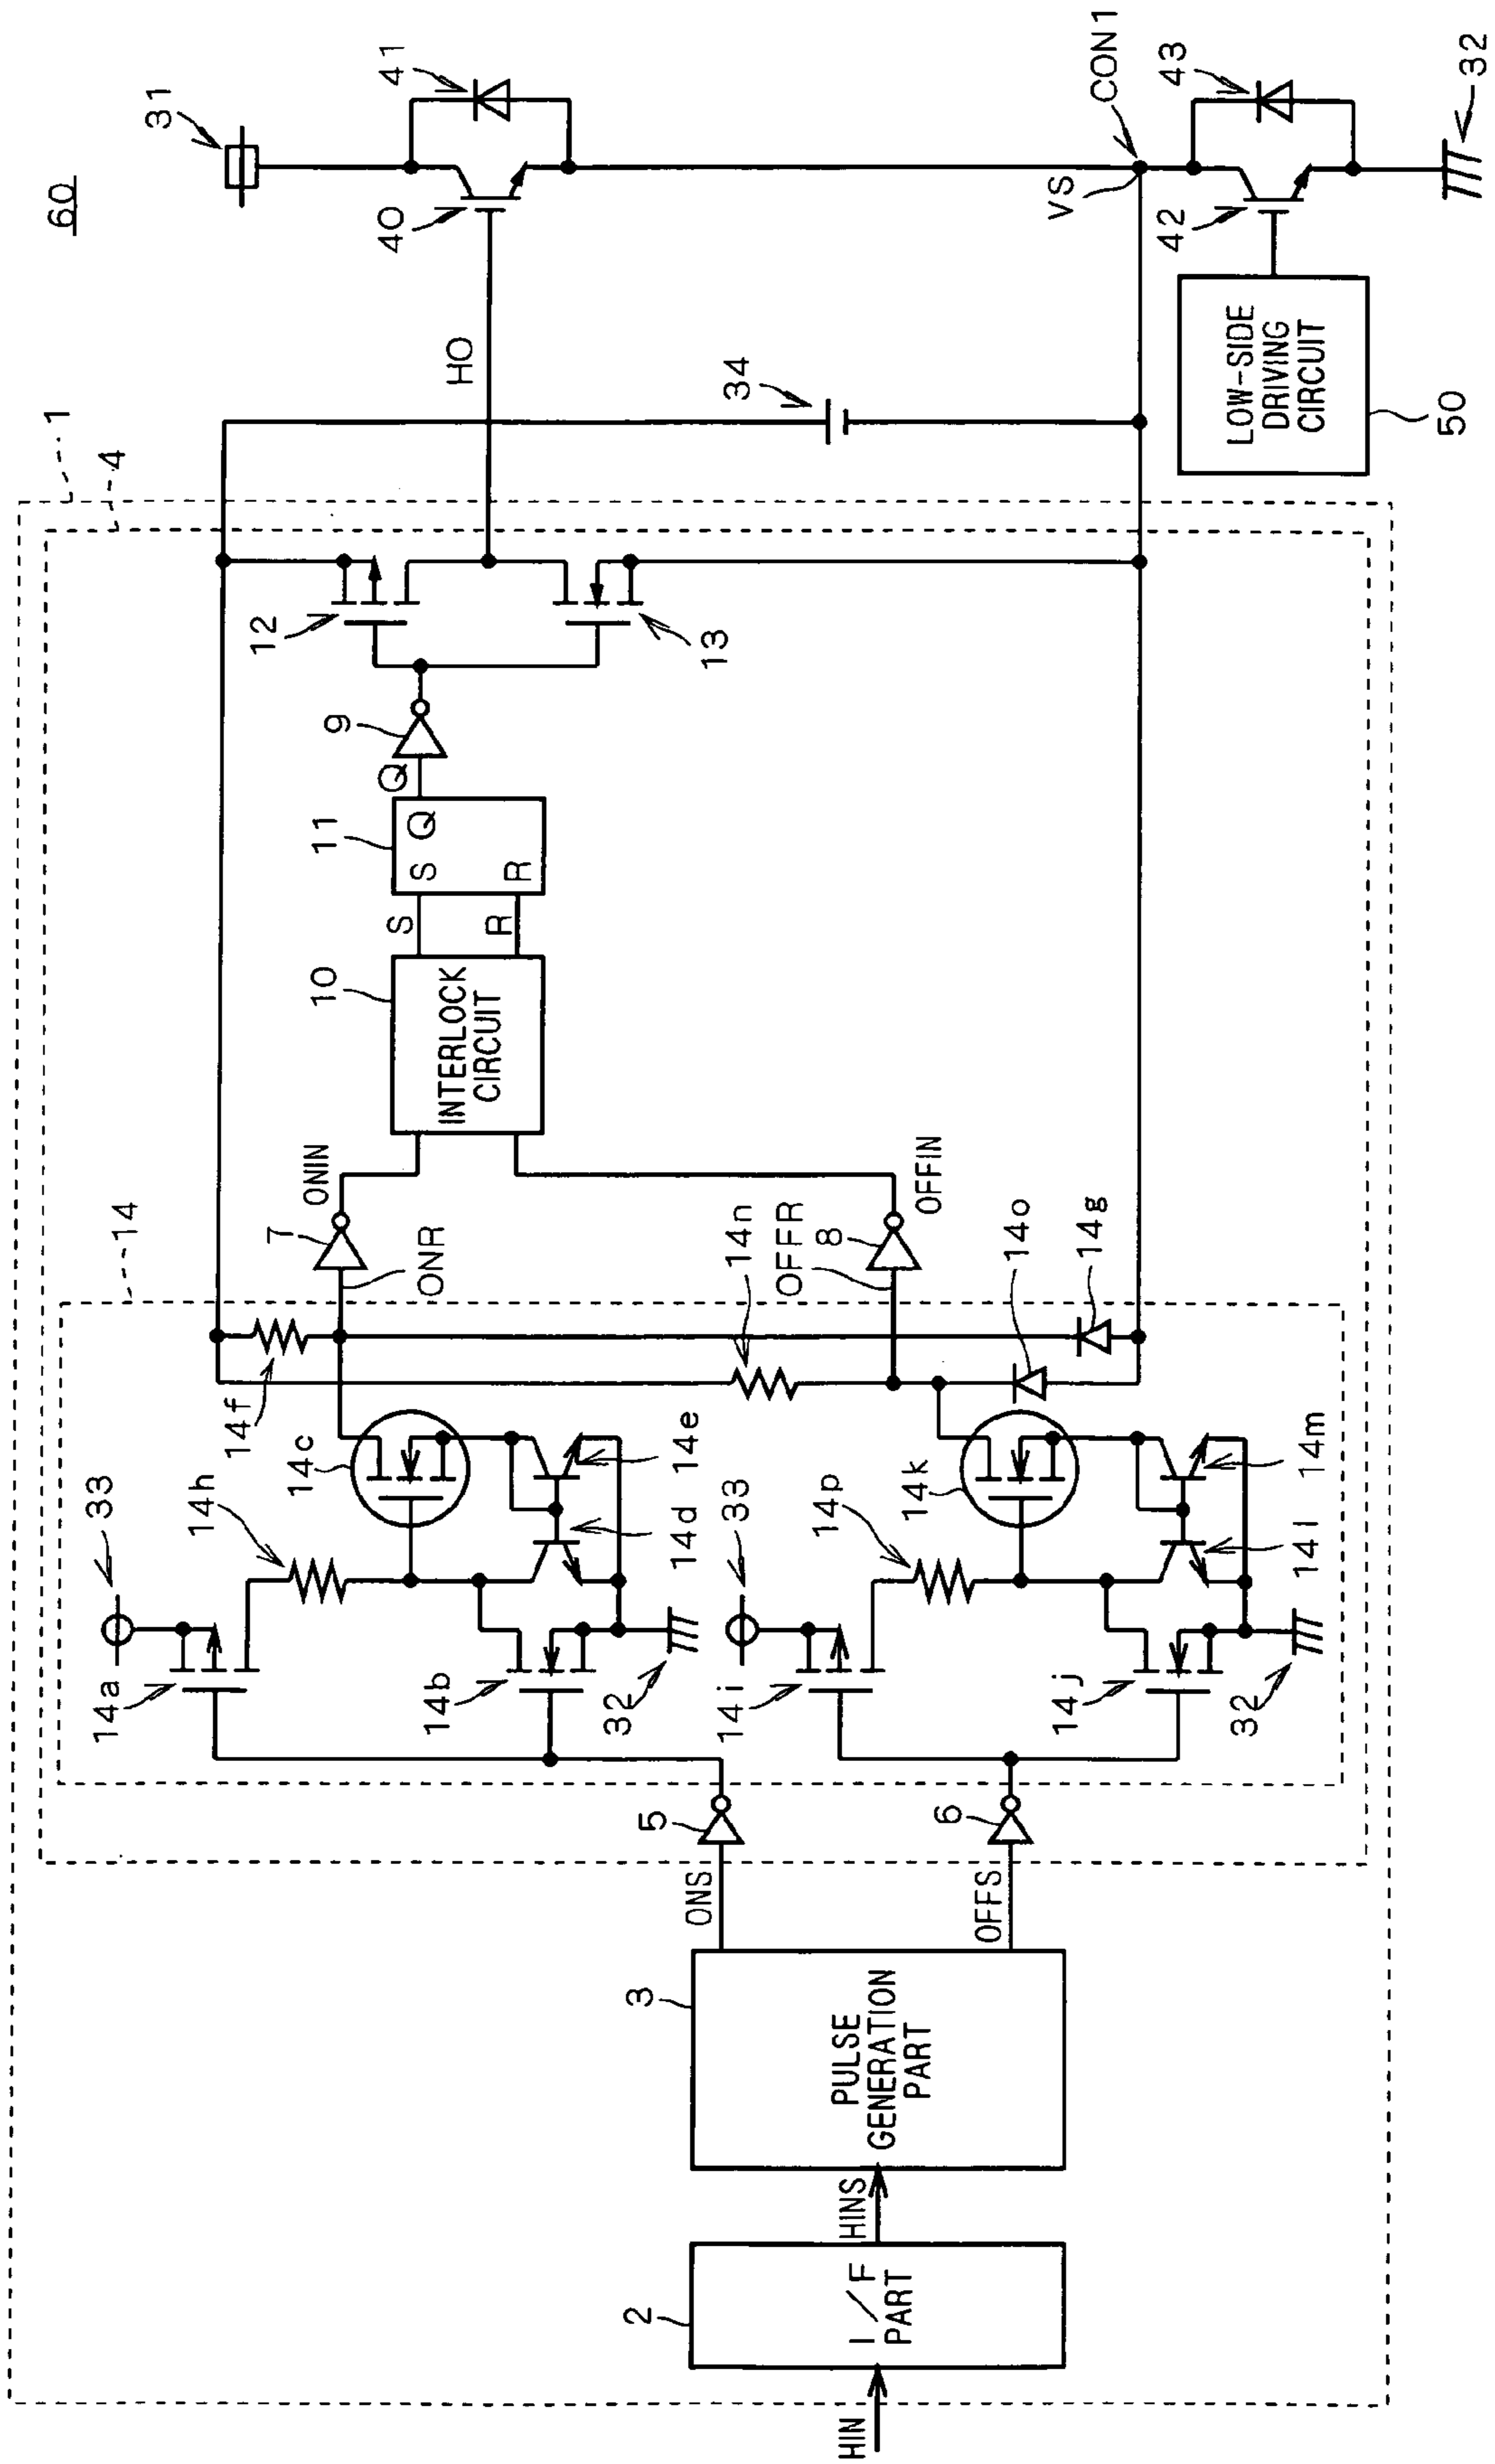 60
31
41
40
HO
VS
CON1
43
42
32
LOW-SIDE
DRIVING
CIRCUIT
50
34
1
4
12
13
9
Q
11
Q
S
R
S
R
10
INTERLOCK
CIRCUIT
ONIN
OFFIN
7
ONR
14n
OFFR
8
14o
14g
14
14f
14c
14e
14d
14h
33
14a
14b
32
14k
14m
14l
14p
33
14i
14j
32
5
6
ONS
OFFS
3
PULSE
GENERATION
PART
HINS
2
I/F
PART
HIN